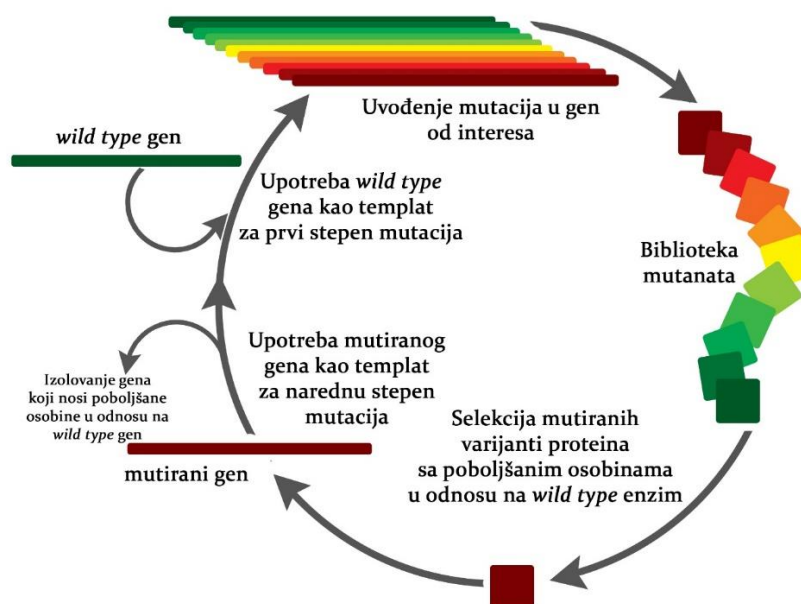 Uvođenje mutacija u gen
od interesa
wild type gen
Upotreba wild type
gena kao templat
za prvi stepen mutacija
Biblioteka
mutanata
Upotreba mutiranog
gena kao templat
za narednu stepen
mutacija
Izolovanje gena
koji nosi poboljšane
osobine u odnosu na
wild type gen
mutirani gen
Selekcija mutiranih
varijanti proteina
sa poboljšanim osobinama
u odnosu na wild type enzim